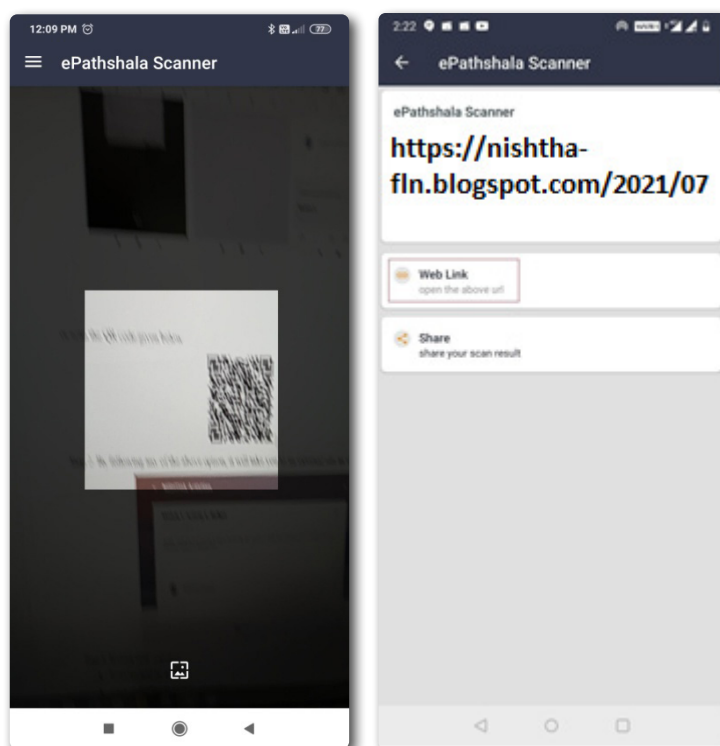 12:09 PM
77
ePathshala Scanner
2:22
ePathshala Scanner
ePathshala Scanner
https://nishtha-
fln.blogspot.com/2021/07
Web Link
open the above url
Share
share your scan result